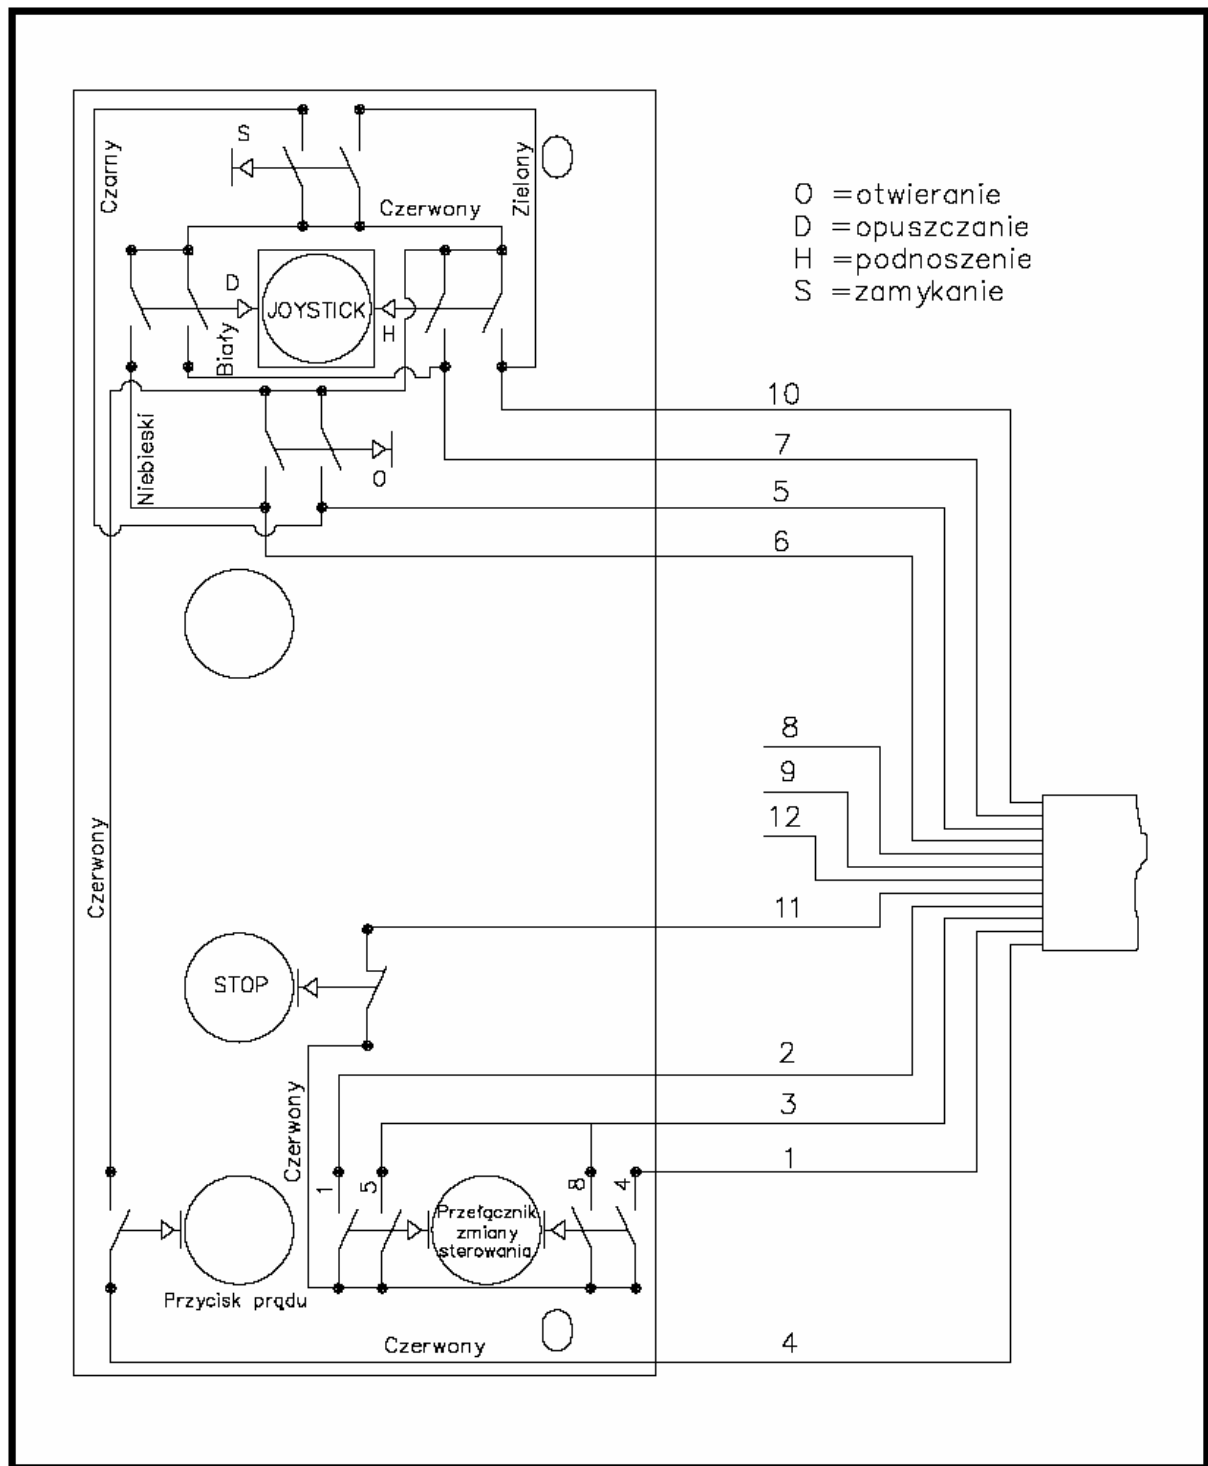 S
Czarny
Zielany
Czerwony
O =otwieranie
D =opuszczanie
H =podnoszenie
S =zamykanie
D
JOYSTICK
H
Biały
10
Niebieski
7
O
5
6
8
9
12
Czerwony
11
STOP
2
Czerwony
3
1
1
5
8
4
Przełącznik
zmiany
sterowania
Przycisk prądu
Czerwony
4